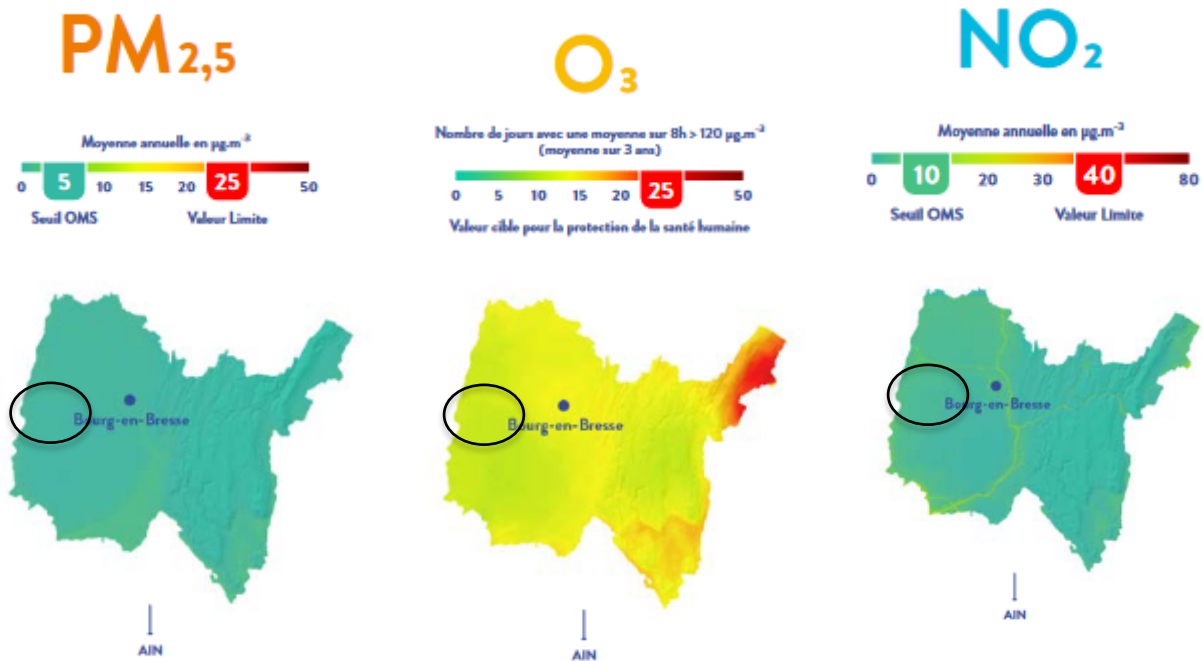 PM2,5
Moyenne annuelle en µg.m⁻³
0 5 10 15 20 25 50
Seuil OMS Valeur Limite
Bourg-en-Bresse
AIN
O3
Nombre de jours avec une moyenne sur 8h > 120 µg.m⁻³
(moyenne sur 3 ans)
0 5 10 15 20 25 50
Valeur cible pour la protection de la santé humaine
Bourg-en-Bresse
AIN
NO2
Moyenne annuelle en µg.m⁻³
0 10 20 30 40 80
Seuil OMS Valeur Limite
Bourg-en-Bresse
AIN